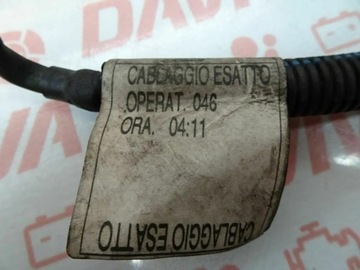 CABLAGGIO ESATTO
OPERAT. 046
ORA. 04:11
CABLAGGIO ESATTO